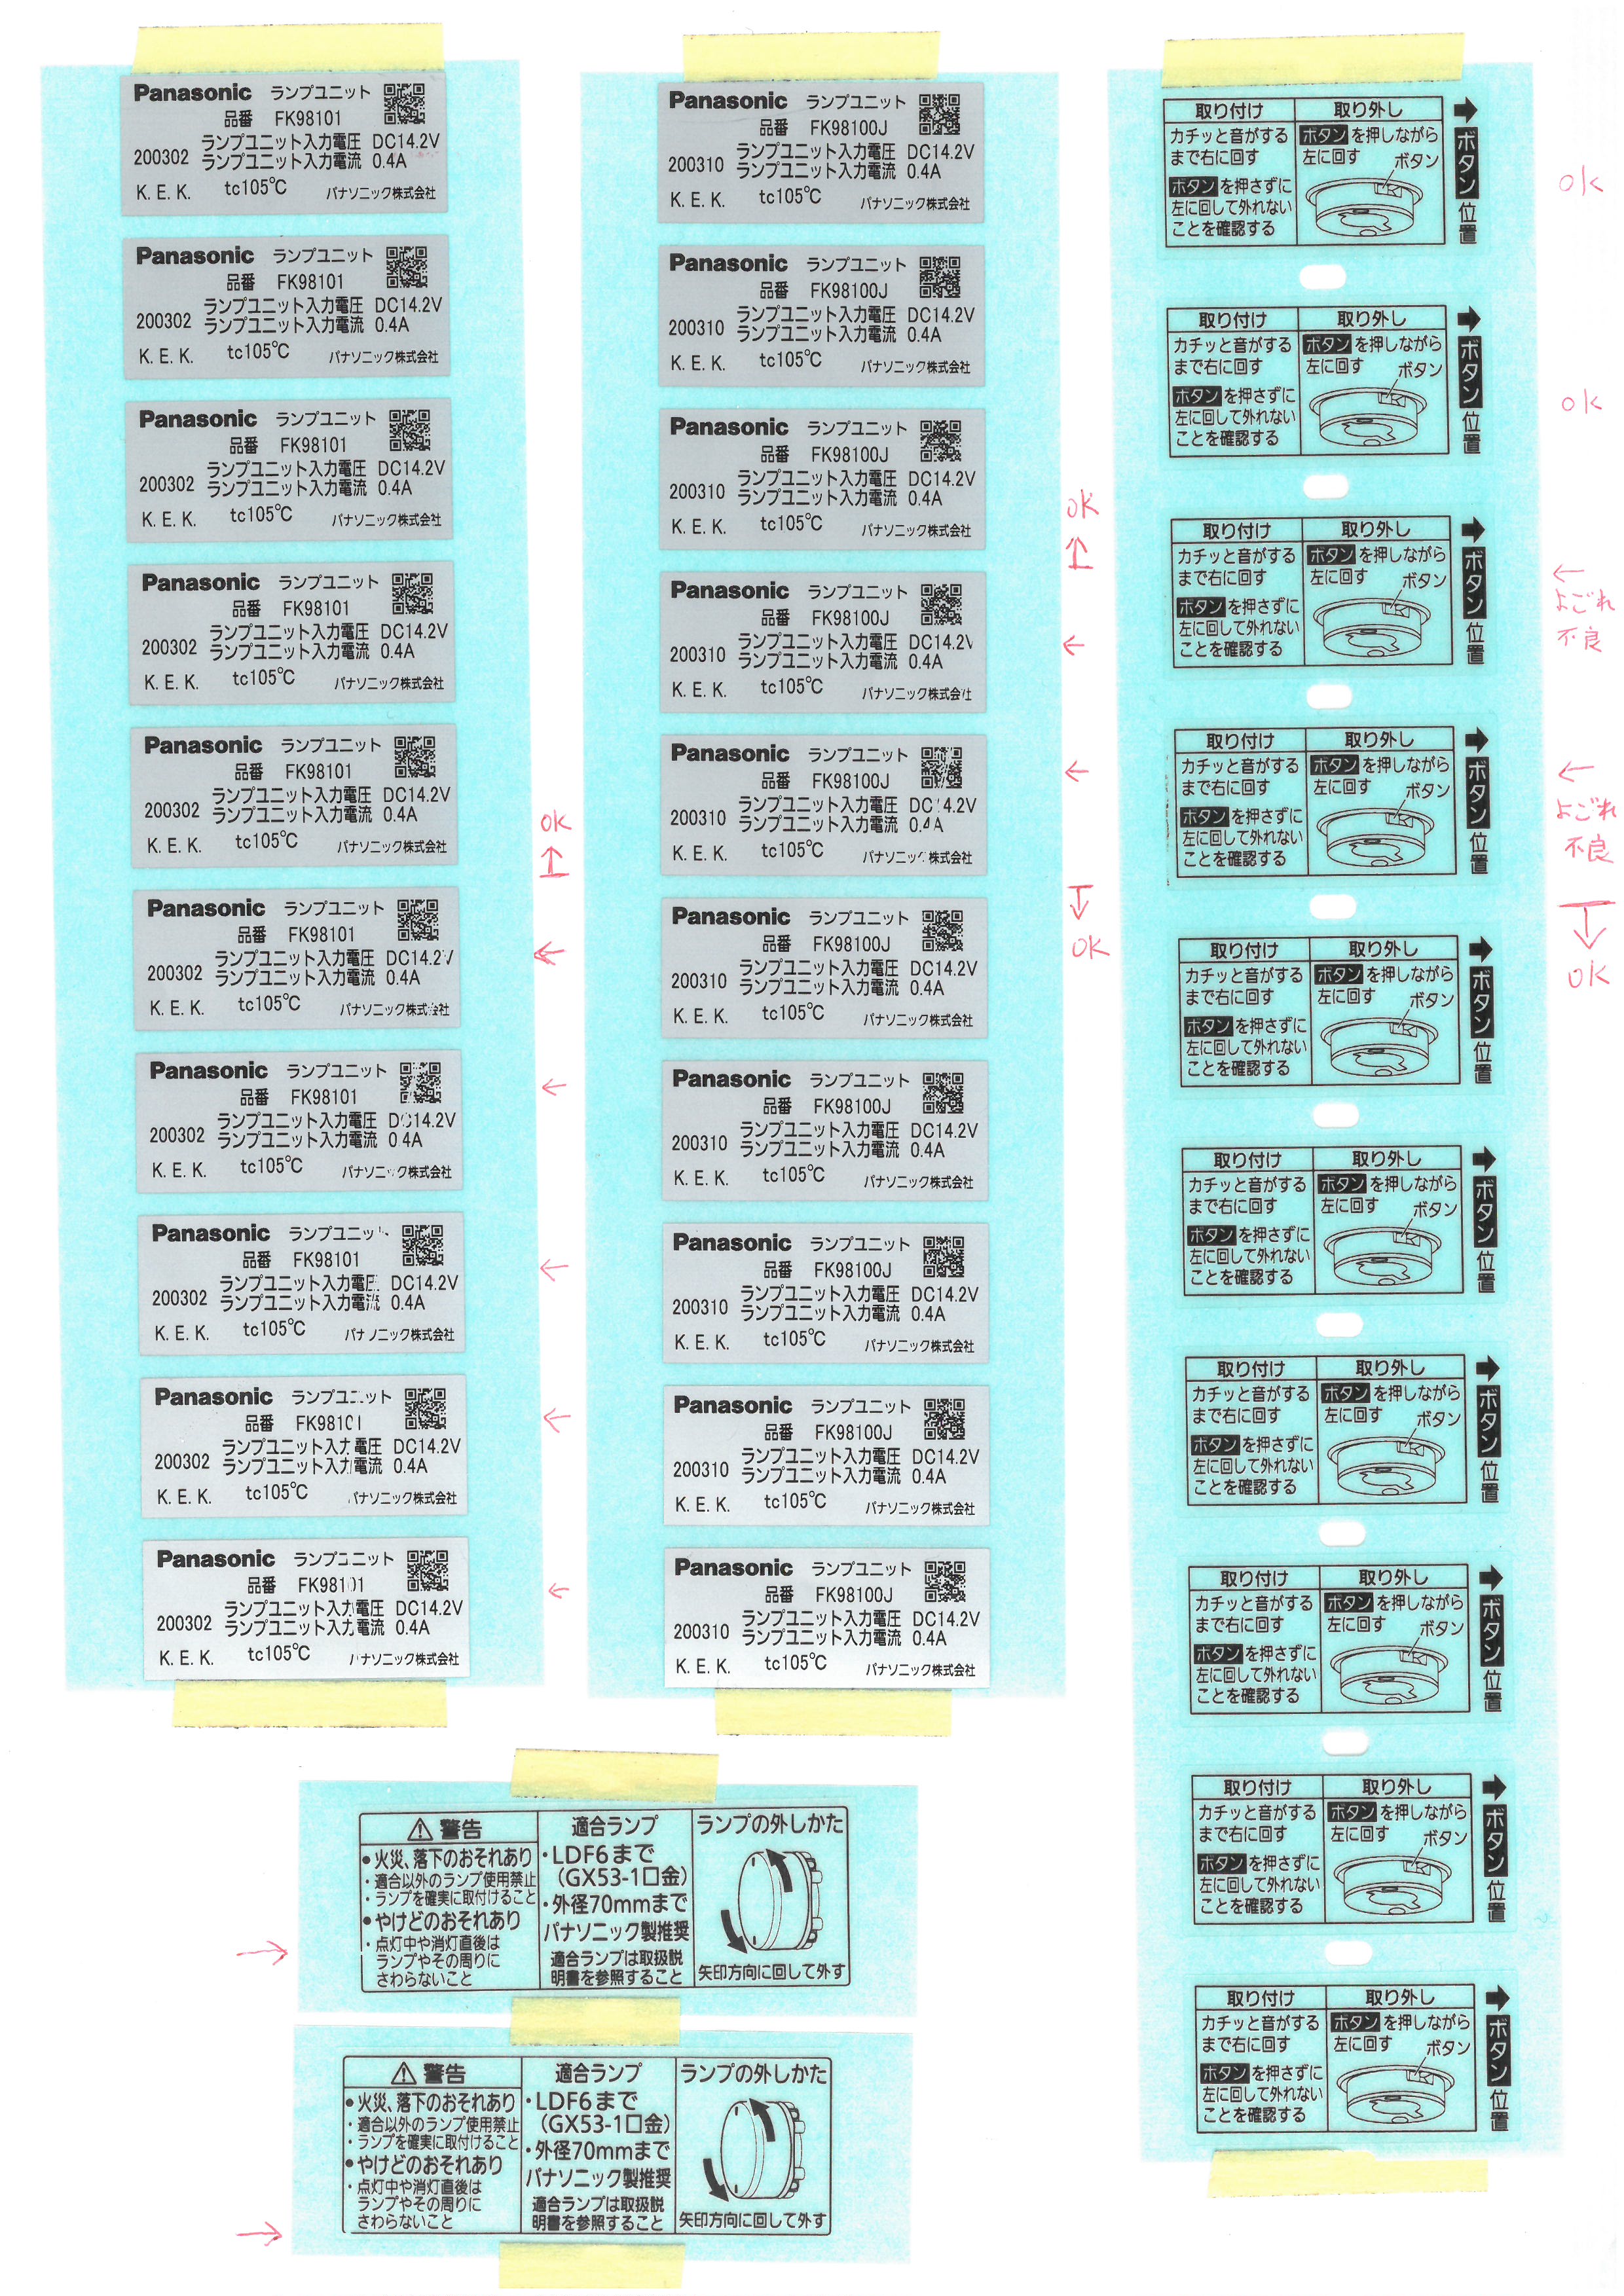 Panasonic ランプユニット
品番 FK98101
200302 ランプユニット入力電圧 DC14.2V
ランプユニット入力電流 0.4A
K. E. K. tc105℃ パナソニック株式会社
Panasonic ランプユニット
品番 FK98101
200302 ランプユニット入力電圧 DC14.2V
ランプユニット入力電流 0.4A
K. E. K. tc105℃ パナソニック株式会社
Panasonic ランプユニット
品番 FK98101
200302 ランプユニット入力電圧 DC14.2V
ランプユニット入力電流 0.4A
K. E. K. tc105℃ パナソニック株式会社
Panasonic ランプユニット
品番 FK98101
200302 ランプユニット入力電圧 DC14.2V
ランプユニット入力電流 0.4A
K. E. K. tc105℃ パナソニック株式会社
Panasonic ランプユニット
品番 FK98101
200302 ランプユニット入力電圧 DC14.2V
ランプユニット入力電流 0.4A
K. E. K. tc105℃ パナソニック株式会社
OK
↑
Panasonic ランプユニット
品番 FK98101
200302 ランプユニット入力電圧 DC14.2V
ランプユニット入力電流 0.4A
K. E. K. tc105℃ パナソニック株式会社
←
Panasonic ランプユニット
品番 FK98101
200302 ランプユニット入力電圧 DC14.2V
ランプユニット入力電流 0.4A
K. E. K. tc105℃ パナソニック株式会社
←
Panasonic ランプユニット
品番 FK98101
200302 ランプユニット入力電圧 DC14.2V
ランプユニット入力電流 0.4A
K. E. K. tc105℃ パナソニック株式会社
←
Panasonic ランプユニット
品番 FK98101
200302 ランプユニット入力電圧 DC14.2V
ランプユニット入力電流 0.4A
K. E. K. tc105℃ パナソニック株式会社
←
Panasonic ランプユニット
品番 FK98101
200302 ランプユニット入力電圧 DC14.2V
ランプユニット入力電流 0.4A
K. E. K. tc105℃ パナソニック株式会社
←
Panasonic ランプユニット
品番 FK98100J
200310 ランプユニット入力電圧 DC14.2V
ランプユニット入力電流 0.4A
K. E. K. tc105℃ パナソニック株式会社
Panasonic ランプユニット
品番 FK98100J
200310 ランプユニット入力電圧 DC14.2V
ランプユニット入力電流 0.4A
K. E. K. tc105℃ パナソニック株式会社
Panasonic ランプユニット
品番 FK98100J
200310 ランプユニット入力電圧 DC14.2V
ランプユニット入力電流 0.4A
K. E. K. tc105℃ パナソニック株式会社
OK
↑
Panasonic ランプユニット
品番 FK98100J
200310 ランプユニット入力電圧 DC14.2V
ランプユニット入力電流 0.4A
K. E. K. tc105℃ パナソニック株式会社
←
Panasonic ランプユニット
品番 FK98100J
200310 ランプユニット入力電圧 DC14.2V
ランプユニット入力電流 0.4A
K. E. K. tc105℃ パナソニック株式会社
←
↓
OK
Panasonic ランプユニット
品番 FK98100J
200310 ランプユニット入力電圧 DC14.2V
ランプユニット入力電流 0.4A
K. E. K. tc105℃ パナソニック株式会社
Panasonic ランプユニット
品番 FK98100J
200310 ランプユニット入力電圧 DC14.2V
ランプユニット入力電流 0.4A
K. E. K. tc105℃ パナソニック株式会社
Panasonic ランプユニット
品番 FK98100J
200310 ランプユニット入力電圧 DC14.2V
ランプユニット入力電流 0.4A
K. E. K. tc105℃ パナソニック株式会社
Panasonic ランプユニット
品番 FK98100J
200310 ランプユニット入力電圧 DC14.2V
ランプユニット入力電流 0.4A
K. E. K. tc105℃ パナソニック株式会社
Panasonic ランプユニット
品番 FK98100J
200310 ランプユニット入力電圧 DC14.2V
ランプユニット入力電流 0.4A
K. E. K. tc105℃ パナソニック株式会社
取り付け 取り外し
カチッと音がする ボタンを押しながら
まで右に回す 左に回す ボタン
ボタンを押さずに
左に回して外れない
ことを確認する
➡ボタン位置
OK
取り付け 取り外し
カチッと音がする ボタンを押しながら
まで右に回す 左に回す ボタン
ボタンを押さずに
左に回して外れない
ことを確認する
➡ボタン位置
OK
取り付け 取り外し
カチッと音がする ボタンを押しながら
まで右に回す 左に回す ボタン
ボタンを押さずに
左に回して外れない
ことを確認する
➡ボタン位置
←
よごれ
不良
取り付け 取り外し
カチッと音がする ボタンを押しながら
まで右に回す 左に回す ボタン
ボタンを押さずに
左に回して外れない
ことを確認する
➡ボタン位置
←
よごれ
不良
↓
OK
取り付け 取り外し
カチッと音がする ボタンを押しながら
まで右に回す 左に回す ボタン
ボタンを押さずに
左に回して外れない
ことを確認する
➡ボタン位置
取り付け 取り外し
カチッと音がする ボタンを押しながら
まで右に回す 左に回す ボタン
ボタンを押さずに
左に回して外れない
ことを確認する
➡ボタン位置
取り付け 取り外し
カチッと音がする ボタンを押しながら
まで右に回す 左に回す ボタン
ボタンを押さずに
左に回して外れない
ことを確認する
➡ボタン位置
取り付け 取り外し
カチッと音がする ボタンを押しながら
まで右に回す 左に回す ボタン
ボタンを押さずに
左に回して外れない
ことを確認する
➡ボタン位置
取り付け 取り外し
カチッと音がする ボタンを押しながら
まで右に回す 左に回す ボタン
ボタンを押さずに
左に回して外れない
ことを確認する
➡ボタン位置
取り付け 取り外し
カチッと音がする ボタンを押しながら
まで右に回す 左に回す ボタン
ボタンを押さずに
左に回して外れない
ことを確認する
➡ボタン位置
⚠警告
●火災、落下のおそれあり
・適合以外のランプ使用禁止
・ランプを確実に取付けること
●やけどのおそれあり
・点灯中や消灯直後は
ランプやその周りに
さわらないこと
適合ランプ
・LDF6まで
(GX53-1口金)
・外径70mmまで
パナソニック製推奨
適合ランプは取扱説
明書を参照すること
ランプの外しかた
矢印方向に回して外す
→
⚠警告
●火災、落下のおそれあり
・適合以外のランプ使用禁止
・ランプを確実に取付けること
●やけどのおそれあり
・点灯中や消灯直後は
ランプやその周りに
さわらないこと
適合ランプ
・LDF6まで
(GX53-1口金)
・外径70mmまで
パナソニック製推奨
適合ランプは取扱説
明書を参照すること
ランプの外しかた
矢印方向に回して外す
→